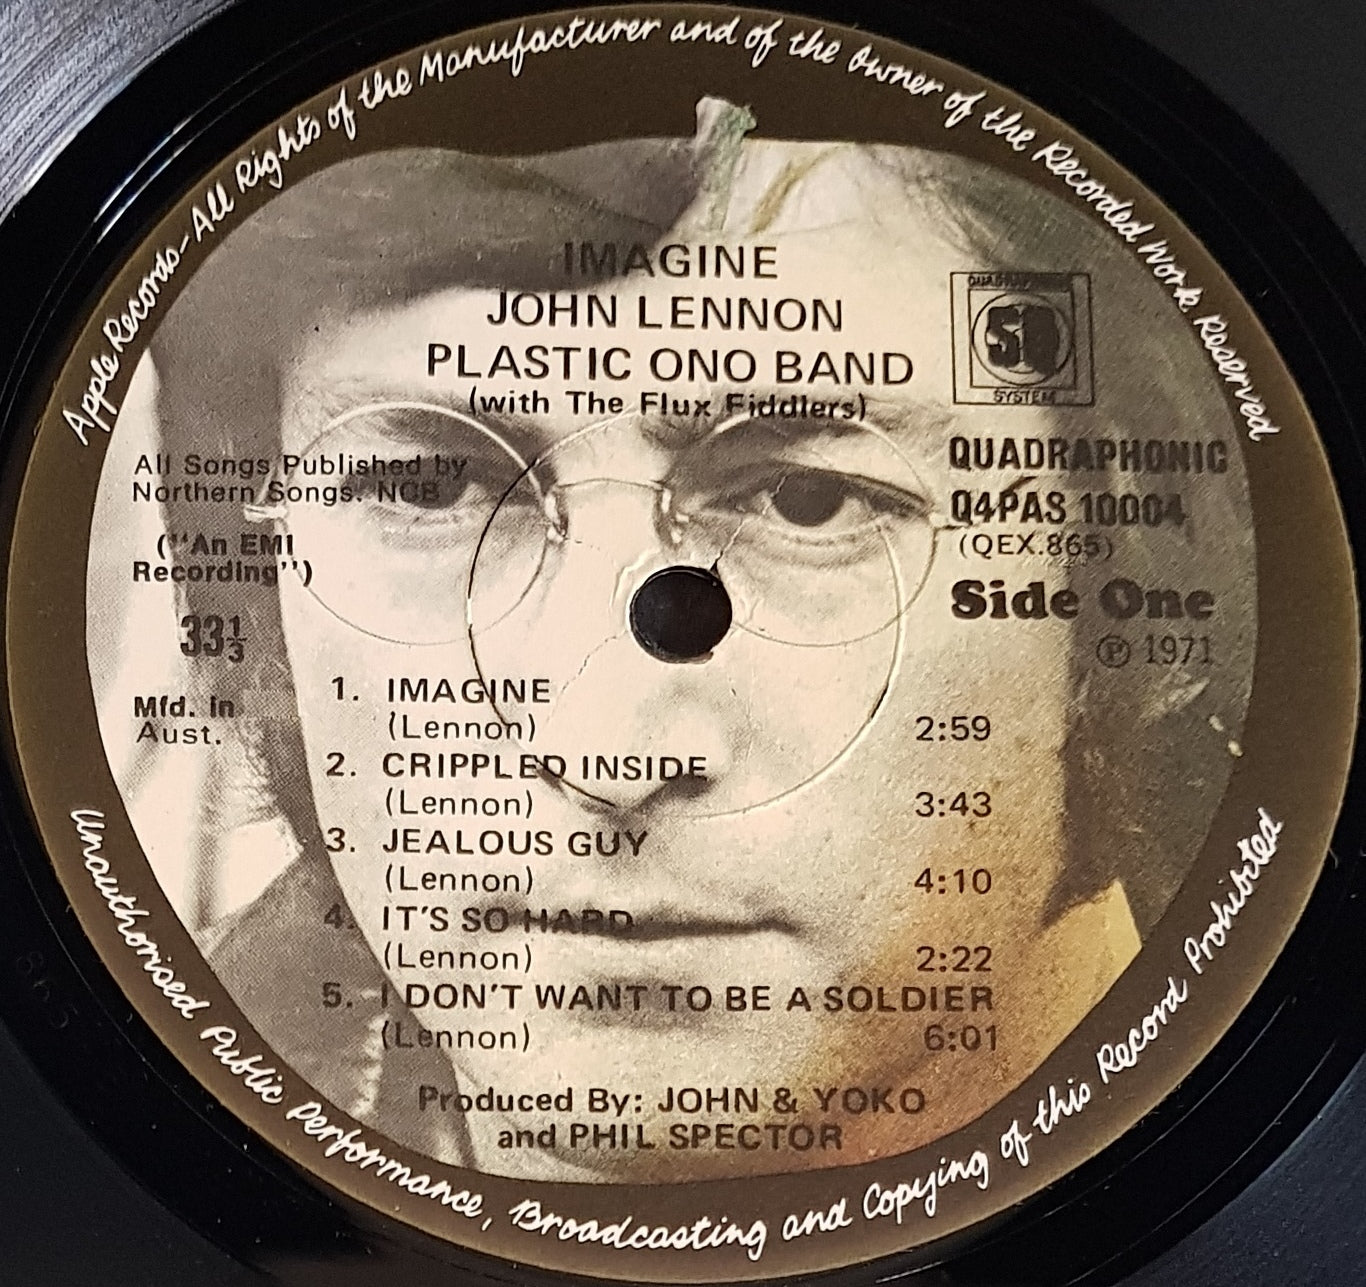 Apple Records-All Rights of the Manufacturer and of the Owner of the Recorded Work Reserved
IMAGINE
JOHN LENNON
PLASTIC ONO BAND
(with The Flux Fiddlers)
QUADRAPHONIC
SQ
SYSTEM
All Songs Published by
Northern Songs. NCB
(“An EMI
Recording”)
33⅓
Mfd. in
Aust.
QUADRAPHONIC
Q4PAS 10004
(QEX.865)
Side One
℗ 1971
1. IMAGINE
(Lennon) 2:59
2. CRIPPLED INSIDE
(Lennon) 3:43
3. JEALOUS GUY
(Lennon) 4:10
4. IT'S SO HARD
(Lennon) 2:22
5. I DON'T WANT TO BE A SOLDIER
(Lennon) 6:01
Produced By: JOHN & YOKO
and PHIL SPECTOR
Unauthorised Public Performance, Broadcasting and Copying of this Record Prohibited